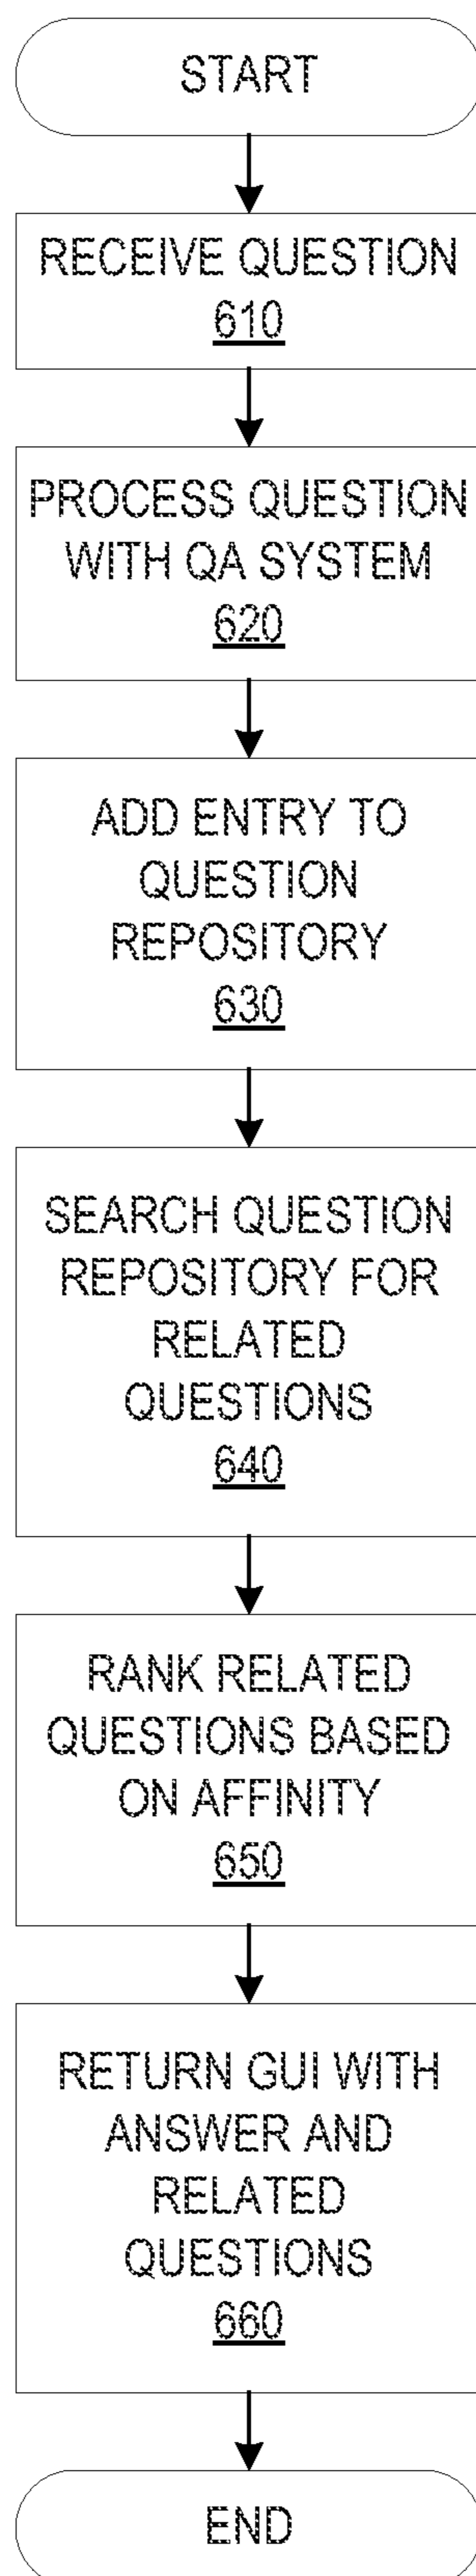 START
RECEIVE QUESTION
610
PROCESS QUESTION
WITH QA SYSTEM
620
ADD ENTRY TO
QUESTION
REPOSITORY
630
SEARCH QUESTION
REPOSITORY FOR
RELATED
QUESTIONS
640
RANK RELATED
QUESTIONS BASED
ON AFFINITY
650
RETURN GUI WITH
ANSWER AND
RELATED
QUESTIONS
660
END